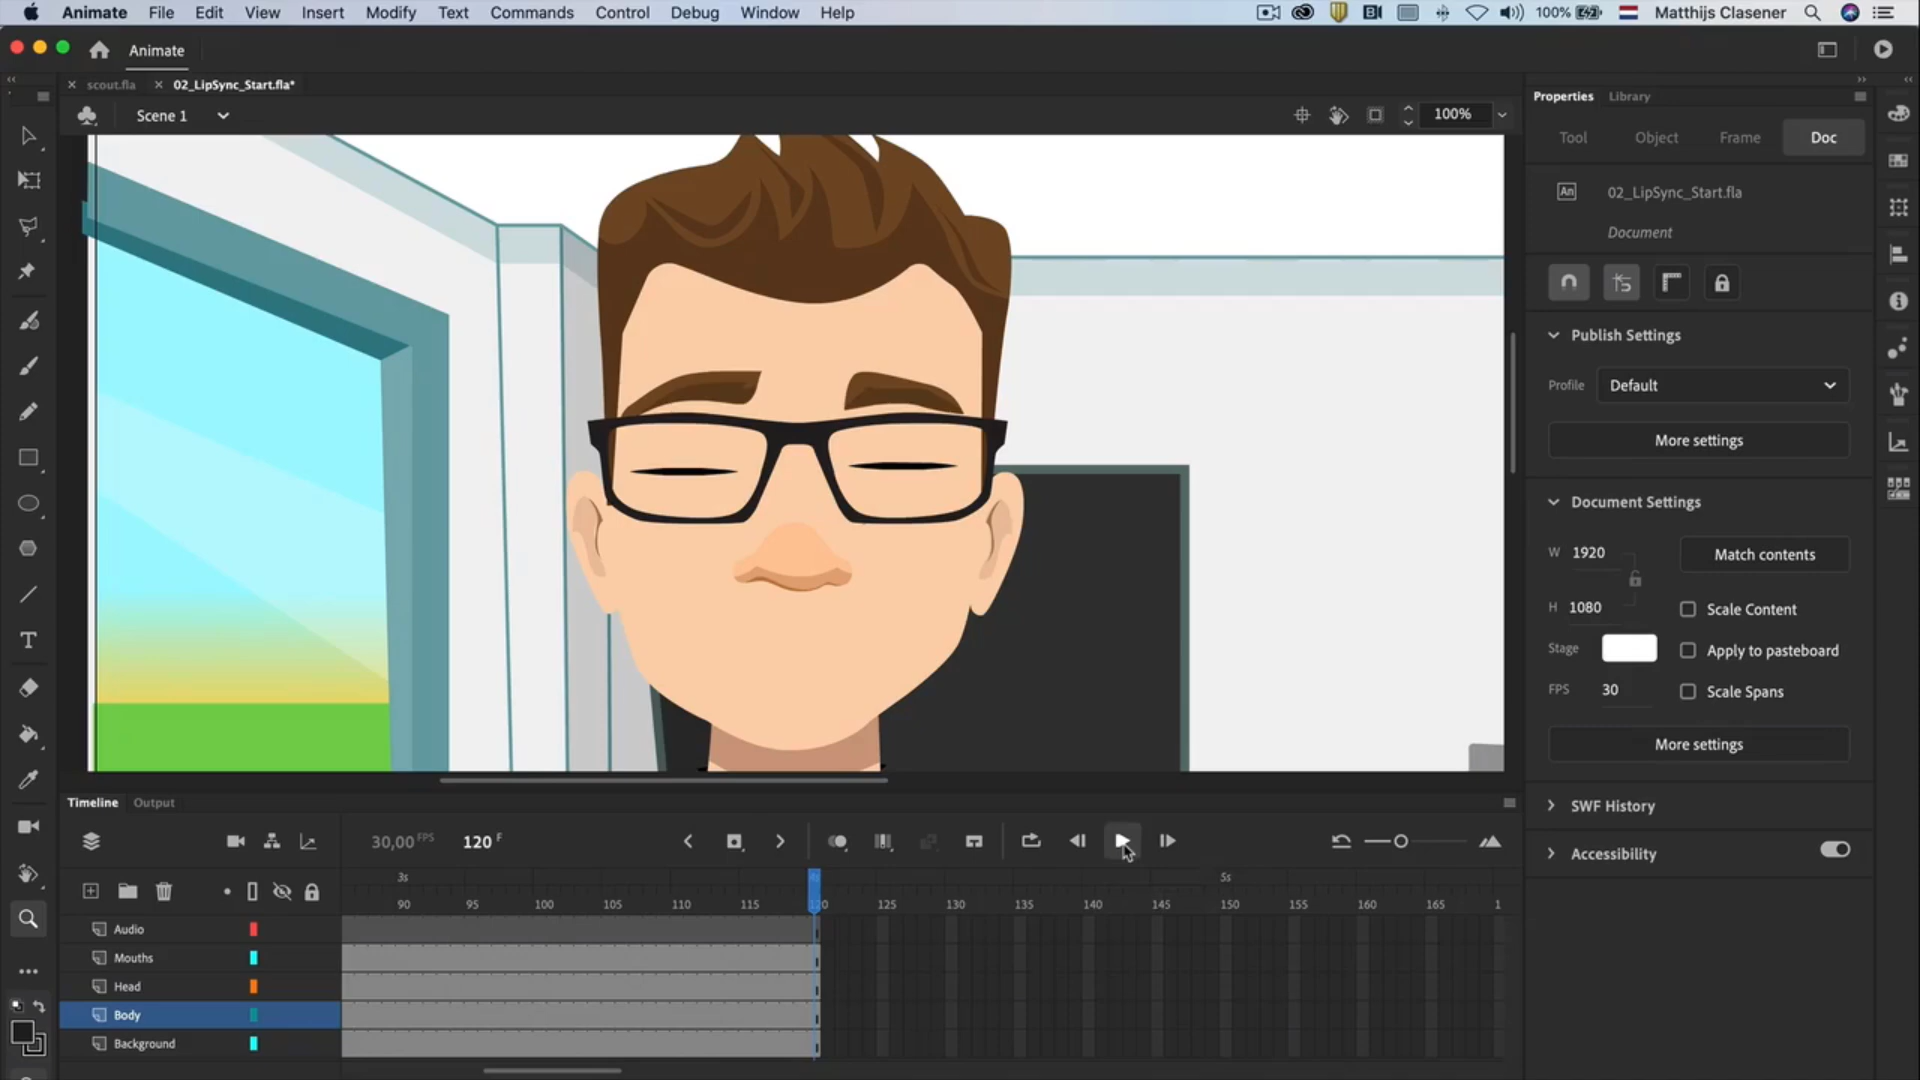 Animate File Edit View Insert Modify Text Commands Control Debug Window Help 100% Matthijs Clasener
Animate
scout.fla 02_LipSync_Start.fla*
Scene 1 100%
Properties Library
Tool Object Frame Doc
An 02_LipSync_Start.fla
Document
Publish Settings
Profile Default
More settings
Document Settings
W 1920 Match contents
H 1080 Scale Content
Stage Apply to pasteboard
FPS 30 Scale Spans
More settings
SWF History
Accessibility
Timeline Output
30,00 FPS 120 F
3s 4s 5s
90 95 100 105 110 115 120 125 130 135 140 145 150 155 160 165 1
Audio
Mouths
Head
Body
Background